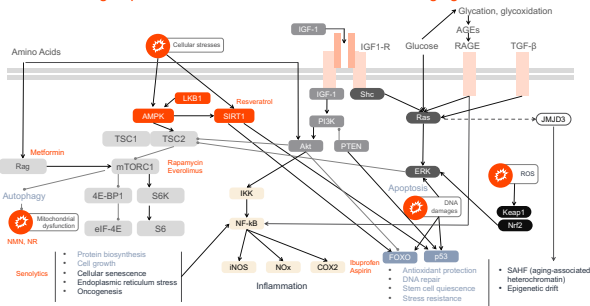 Glycation, glycoxidation
AGEs
Cellular stresses
IGF-1
IGF1-R
Glucose
RAGE
TGF-β
Amino Acids
LKB1
IGF-1
Shc
Resveratrol
AMPK
SIRT1
PI3K
Ras
JMJD3
TSC1
TSC2
Akt
PTEN
Metformin
Rapamycin
Everolimus
Rag
mTORC1
ERK
ROS
Apoptosis
Autophagy
4E-BP1
S6K
IKK
DNA
damages
Keap1
Nrf2
Mitochondrial
dysfunction
eIF-4E
S6
NF-kB
NMN, NR
FOXO
p53
Senolytics
• Protein biosynthesis
• Cell growth
• Cellular senescence
• Endoplasmic reticulum stress
• Oncogenesis
iNOS
NOx
COX2
Ibuprofen
Aspirin
Inflammation
• Antioxidant protection
• DNA repair
• Stem cell quiescence
• Stress resistance
• SAHF (aging-associated
heterochromatin)
• Epigenetic drift